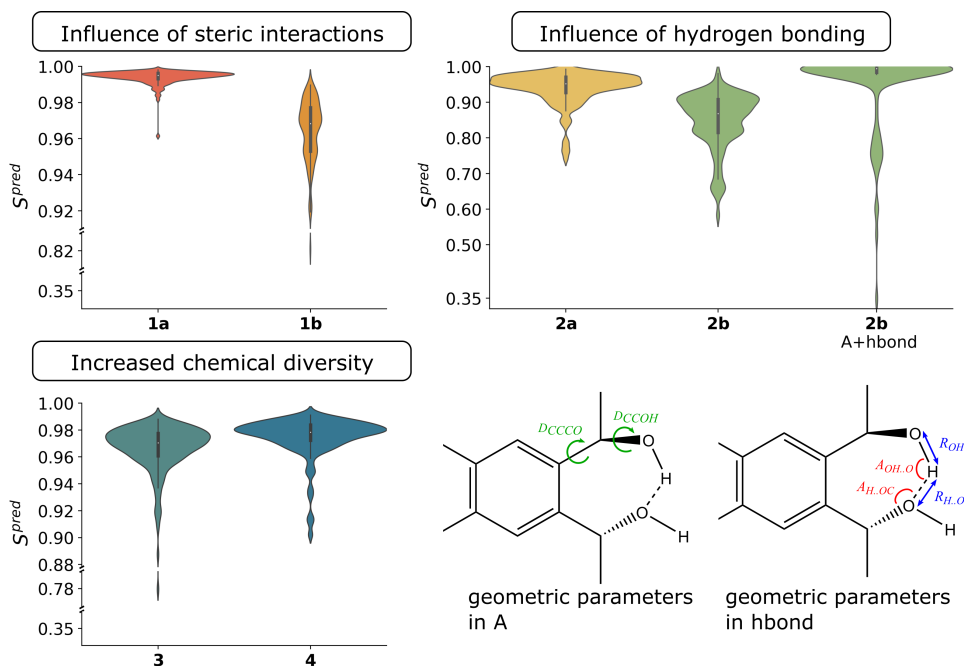 Influence of steric interactions
1.00
0.98
0.96
0.94
0.92
0.82
0.35
S^pred
1a
1b
Influence of hydrogen bonding
1.00
0.90
0.80
0.70
0.60
0.50
0.35
S^pred
2a
2b
2b
A+hbond
Increased chemical diversity
1.00
0.98
0.96
0.94
0.92
0.90
0.88
0.78
0.35
S^pred
3
4
D_CCCO
D_CCOH
O
H
O
H
geometric parameters
in A
O
R_OH
A_OH..O
H
A_H..OC
R_H..O
O
H
geometric parameters
in hbond